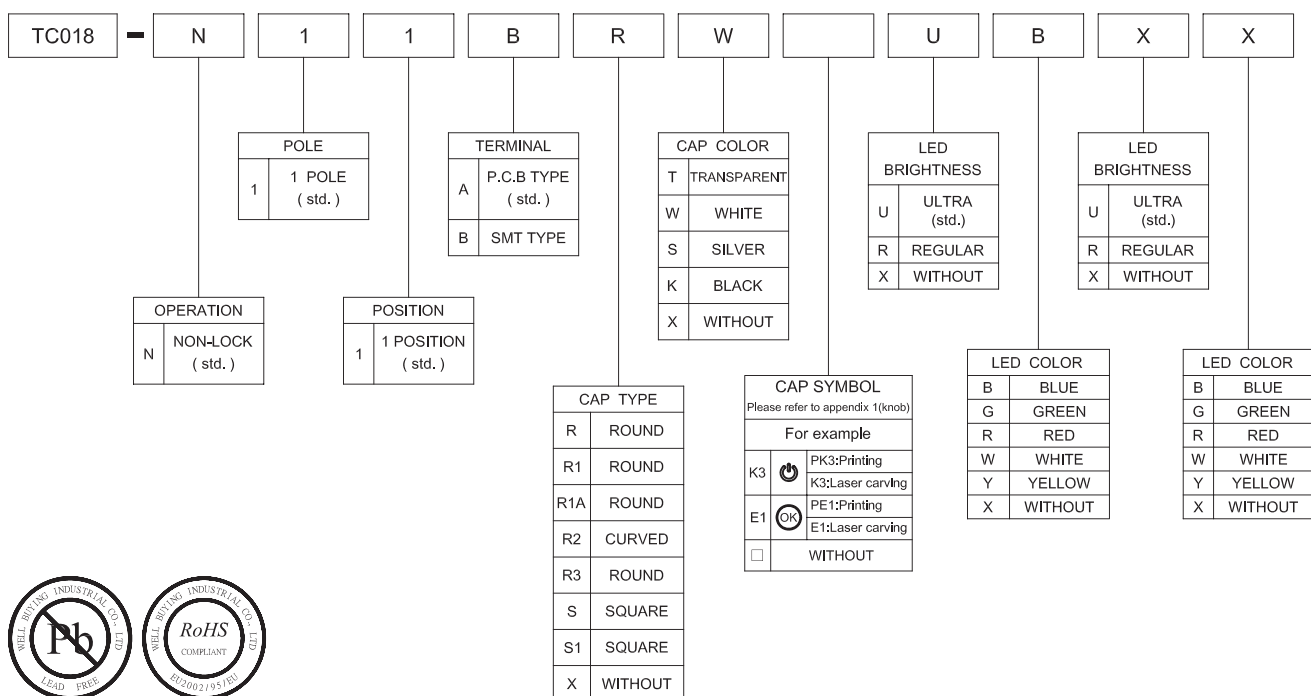 TC018 - N 1 1 B R W U B X X
POLE
1 1 POLE
( std. )
TERMINAL
A P.C.B TYPE
( std. )
B SMT TYPE
CAP COLOR
T TRANSPARENT
W WHITE
S SILVER
K BLACK
X WITHOUT
LED
BRIGHTNESS
U ULTRA
(std.)
R REGULAR
X WITHOUT
LED
BRIGHTNESS
U ULTRA
(std.)
R REGULAR
X WITHOUT
OPERATION
N NON-LOCK
( std. )
POSITION
1 1 POSITION
( std. )
CAP TYPE
R ROUND
R1 ROUND
R1A ROUND
R2 CURVED
R3 ROUND
S SQUARE
S1 SQUARE
X WITHOUT
CAP SYMBOL
Please refer to appendix 1(knob)
For example
K3 PK3:Printing
K3:Laser carving
E1 OK PE1:Printing
E1:Laser carving
□ WITHOUT
LED COLOR
B BLUE
G GREEN
R RED
W WHITE
Y YELLOW
X WITHOUT
LED COLOR
B BLUE
G GREEN
R RED
W WHITE
Y YELLOW
X WITHOUT
WELL BUYING INDUSTRIAL CO., LTD
Pb
LEAD FREE
WELL BUYING INDUSTRIAL CO., LTD
RoHS
COMPLIANT
EU2002/95/EU